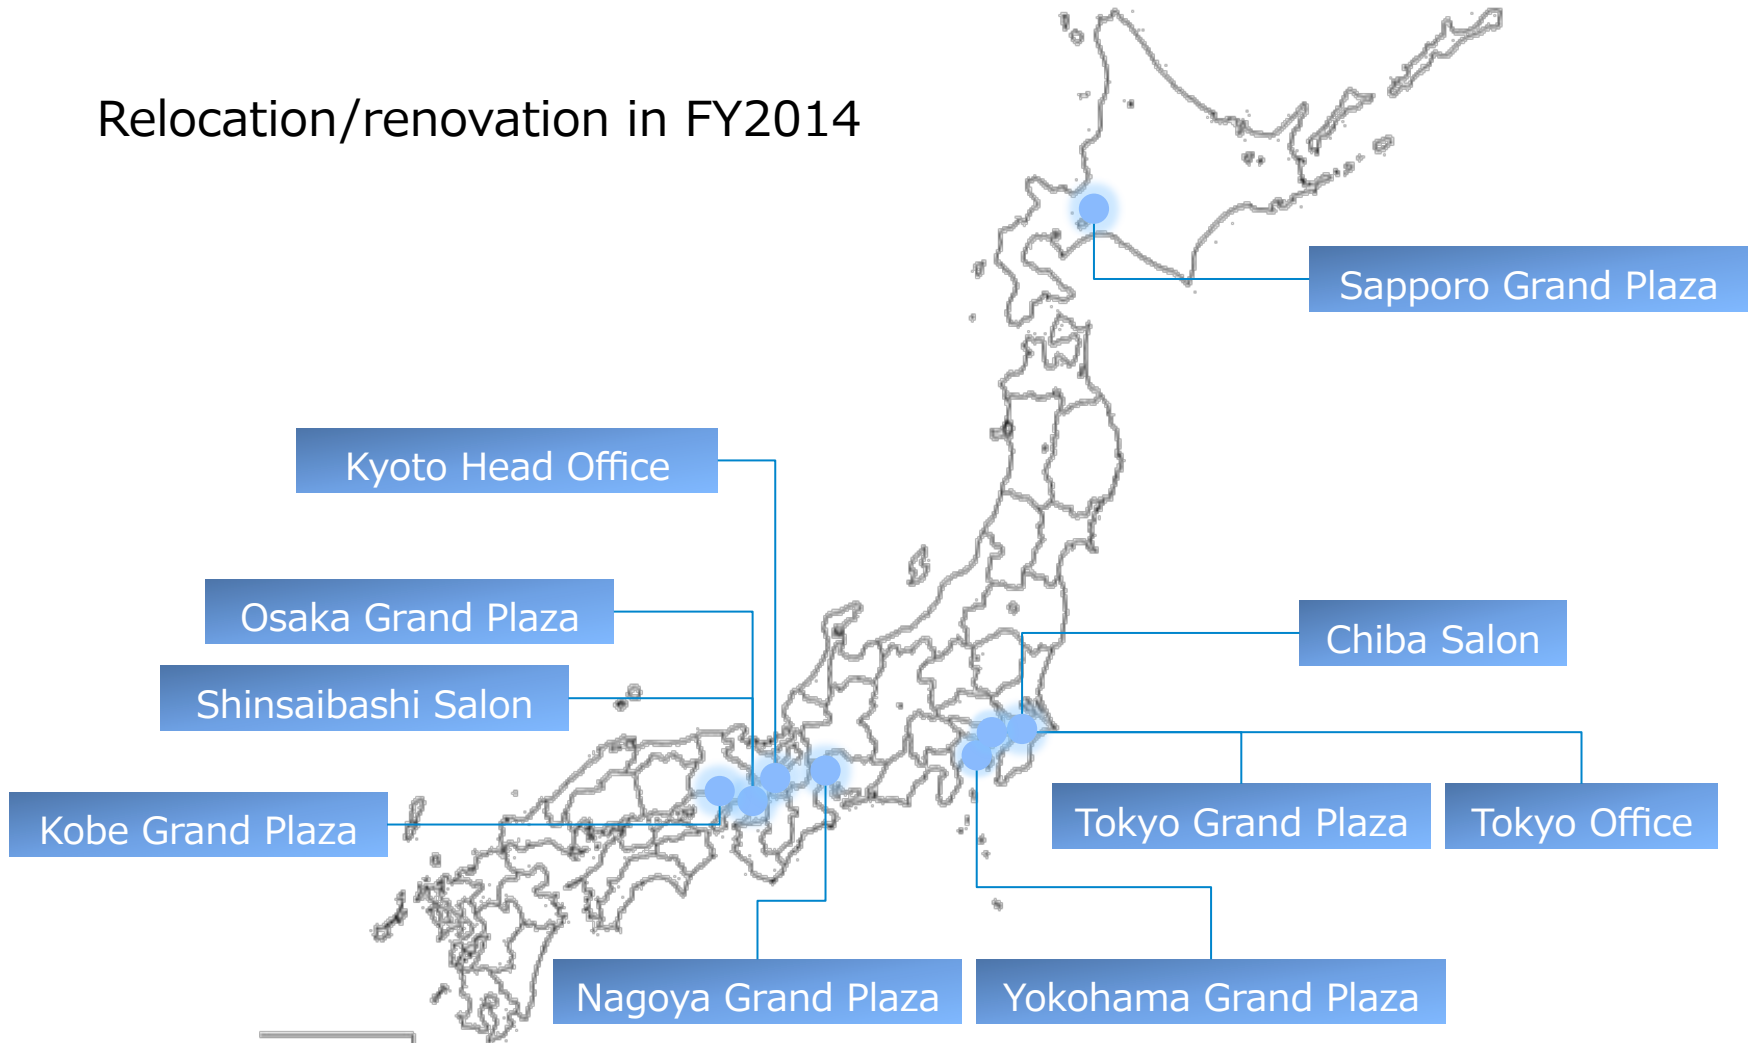 Relocation/renovation in FY2014
Sapporo Grand Plaza
Kyoto Head Office
Osaka Grand Plaza
Chiba Salon
Shinsaibashi Salon
Kobe Grand Plaza
Tokyo Grand Plaza
Tokyo Office
Nagoya Grand Plaza
Yokohama Grand Plaza